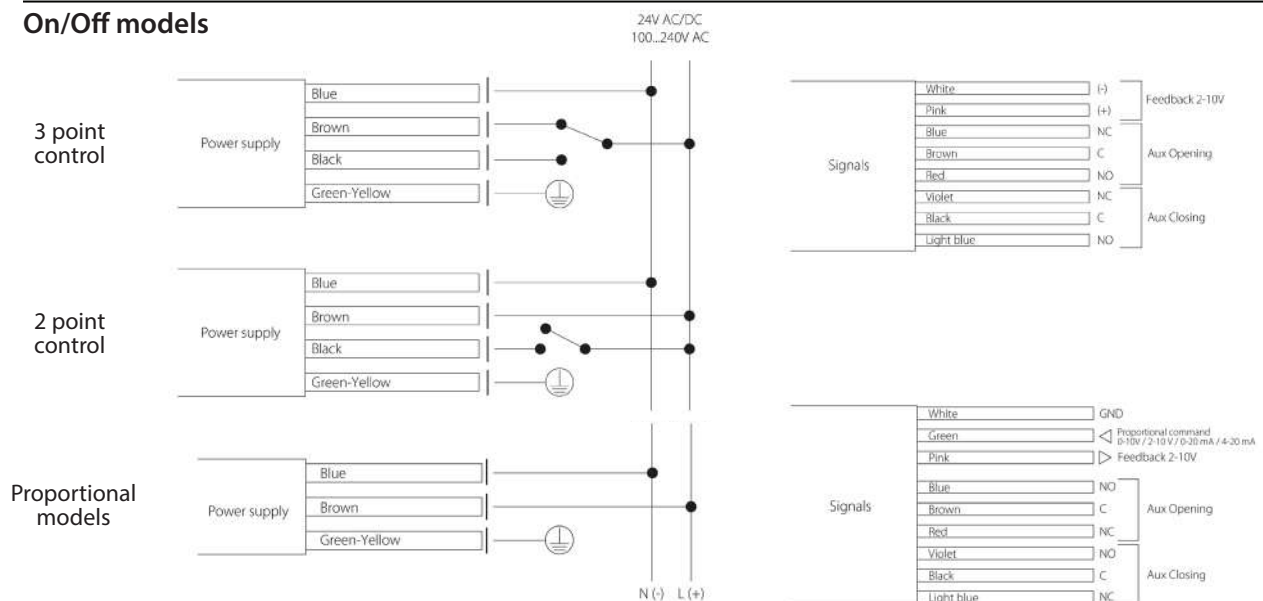 On/Off models
24V AC/DC
100...240V AC
3 point
control
Power supply
Blue
Brown
Black
Green-Yellow
Signals
White (-)
Pink (+)
Feedback 2-10V
Blue NC
Brown C
Red NO
Aux Opening
Violet NC
Black C
Light blue NO
Aux Closing
2 point
control
Power supply
Blue
Brown
Black
Green-Yellow
Proportional
models
Power supply
Blue
Brown
Green-Yellow
N (-) L (+)
Signals
White GND
Green Proportional command
0-10V / 2-10 V / 0-20 mA / 4-20 mA
Pink Feedback 2-10V
Blue NO
Brown C
Red NC
Aux Opening
Violet NO
Black C
Light blue NC
Aux Closing